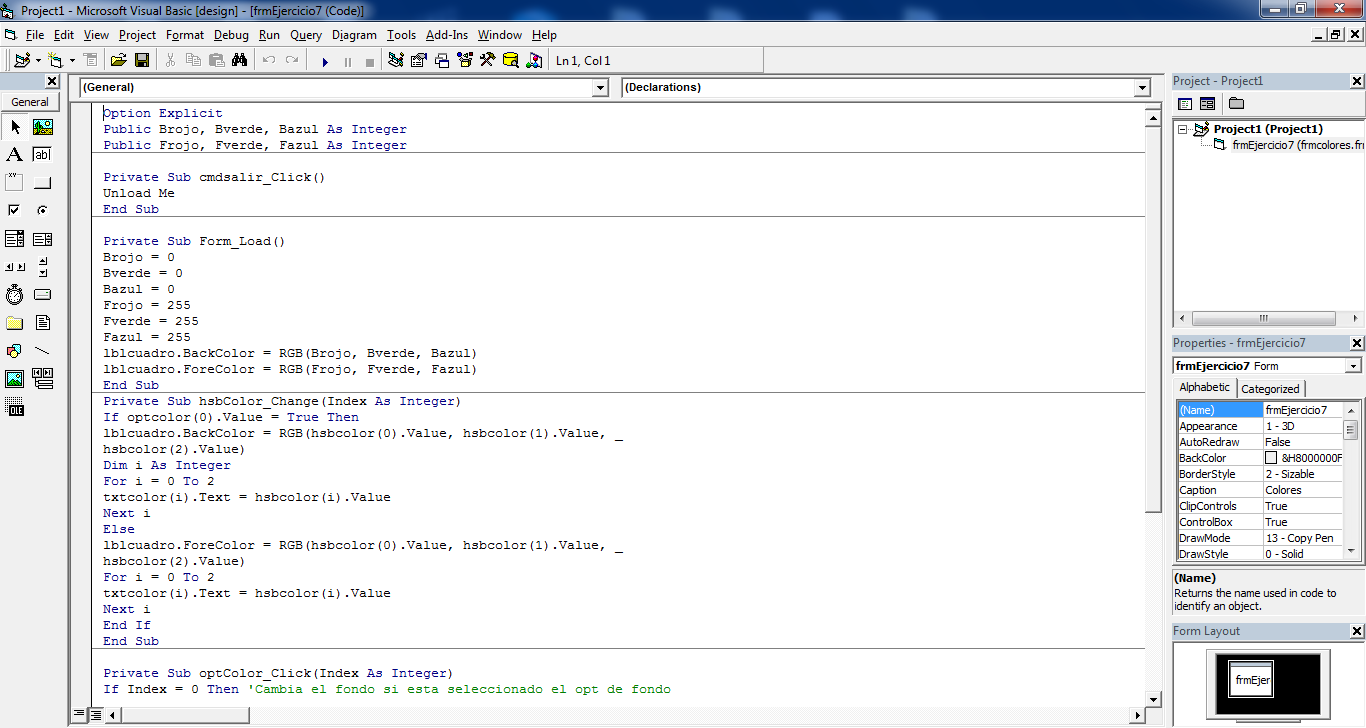 Project1 - Microsoft Visual Basic [design] - [frmEjercicio7 (Code)]
File Edit View Project Format Debug Run Query Diagram Tools Add-Ins Window Help
Ln 1, Col 1
General
A
ab|
xy
OLE
(General)
(Declarations)
Option Explicit
Public Brojo, Bverde, Bazul As Integer
Public Frojo, Fverde, Fazul As Integer
Private Sub cmdsalir_Click()
Unload Me
End Sub
Private Sub Form_Load()
Brojo = 0
Bverde = 0
Bazul = 0
Frojo = 255
Fverde = 255
Fazul = 255
lblcuadro.BackColor = RGB(Brojo, Bverde, Bazul)
lblcuadro.ForeColor = RGB(Frojo, Fverde, Fazul)
End Sub
Private Sub hsbColor_Change(Index As Integer)
If optcolor(0).Value = True Then
lblcuadro.BackColor = RGB(hsbcolor(0).Value, hsbcolor(1).Value, _
hsbcolor(2).Value)
Dim i As Integer
For i = 0 To 2
txtcolor(i).Text = hsbcolor(i).Value
Next i
Else
lblcuadro.ForeColor = RGB(hsbcolor(0).Value, hsbcolor(1).Value, _
hsbcolor(2).Value)
For i = 0 To 2
txtcolor(i).Text = hsbcolor(i).Value
Next i
End If
End Sub
Private Sub optColor_Click(Index As Integer)
If Index = 0 Then 'Cambia el fondo si esta seleccionado el opt de fondo
Project - Project1
Project1 (Project1)
frmEjercicio7 (frmcolores.fr
Properties - frmEjercicio7
frmEjercicio7 Form
Alphabetic Categorized
(Name) frmEjercicio7
Appearance 1 - 3D
AutoRedraw False
BackColor &H8000000F
BorderStyle 2 - Sizable
Caption Colores
ClipControls True
ControlBox True
DrawMode 13 - Copy Pen
DrawStyle 0 - Solid
(Name)
Returns the name used in code to
identify an object.
Form Layout
frmEjer